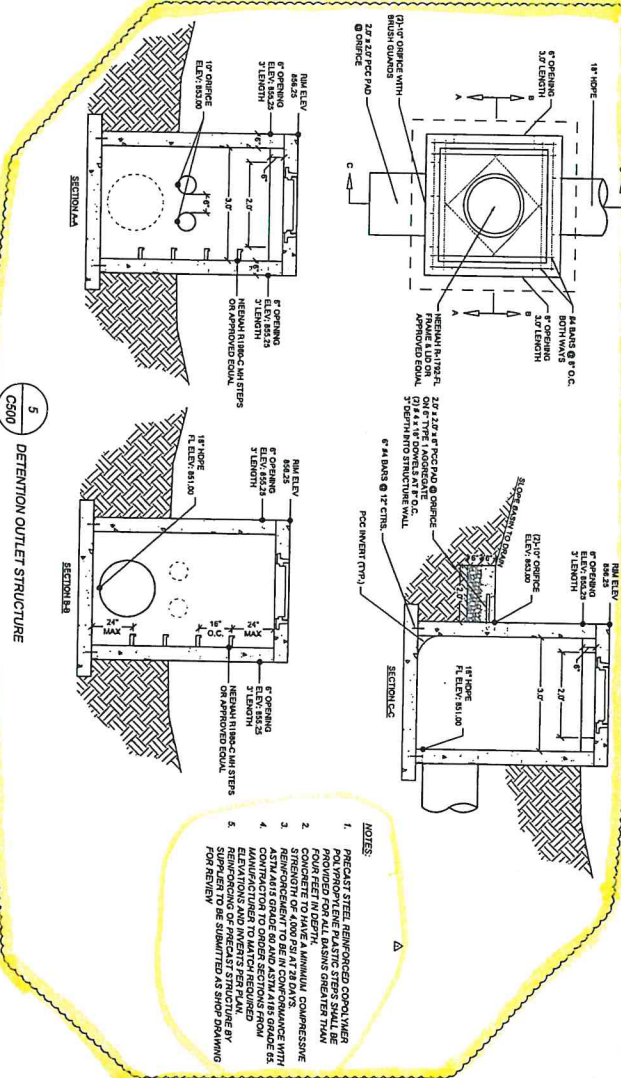 18" HDPE
6" OPENING
3.0' LENGTH
B
B
A
A
C
(2)-10" ORIFICE WITH
BRUSH GUARDS
2.0' x 2.0' PCC PAD
@ ORIFICE
#4 BARS @ 8" O.C.
BOTH WAYS
6" OPENING
3.0' LENGTH
NEENAH R-1792-FL
FRAME & LID OR
APPROVED EQUAL
RIM ELEV
856.25
6" OPENING
ELEV: 855.25
3' LENGTH
(2)-10" ORIFICE
ELEV: 853.00
SLOPE BASIN TO DRAIN
2.0' x 2.0' x 6" PCC PAD @ ORIFICE
ON 6" TYPE 1 AGGREGATE
(3) #4 x 18" DOWELS AT 8" O.C.
3" DEPTH INTO STRUCTURE WALL
6" #4 BARS @ 12" CTRS.
PCC INVERT (TYP.)
6"
2.0'
3.0'
6"
6"
2.0'
18" HDPE
FL ELEV: 851.00
SECTION C-C
RIM ELEV
856.25
6" OPENING
ELEV: 855.25
3' LENGTH
10" ORIFICE
ELEV: 853.00
6"
6"
2.0'
3.0'
6"
6"
6" OPENING
ELEV: 855.25
3' LENGTH
NEENAH R1980-C MH STEPS
OR APPROVED EQUAL
SECTION A-A
RIM ELEV
856.25
6" OPENING
ELEV: 855.25
3' LENGTH
18" HDPE
FL ELEV: 851.00
24"
MAX
16"
O.C.
24"
MAX
6" OPENING
ELEV: 855.25
3' LENGTH
NEENAH R1980-C MH STEPS
OR APPROVED EQUAL
SECTION B-B
NOTES:
1. PRECAST STEEL REINFORCED COPOLYMER
POLYPROPYLENE PLASTIC STEPS SHALL BE
PROVIDED FOR ALL BASINS GREATER THAN
FOUR FEET IN DEPTH.
2. CONCRETE TO HAVE A MINIMUM COMPRESSIVE
STRENGTH OF 4,000 PSI AT 28 DAYS.
3. REINFORCEMENT TO BE IN CONFORMANCE WITH
ASTM A615 GRADE 60 AND ASTM A185 GRADE 65.
4. CONTRACTOR TO ORDER SECTIONS FROM
MANUFACTURER TO MATCH REQUIRED
ELEVATIONS AND INVERTS PER PLAN.
5. REINFORCING OF PRECAST STRUCTURE BY
SUPPLIER TO BE SUBMITTED AS SHOP DRAWING
FOR REVIEW
5
C500
DETENTION OUTLET STRUCTURE